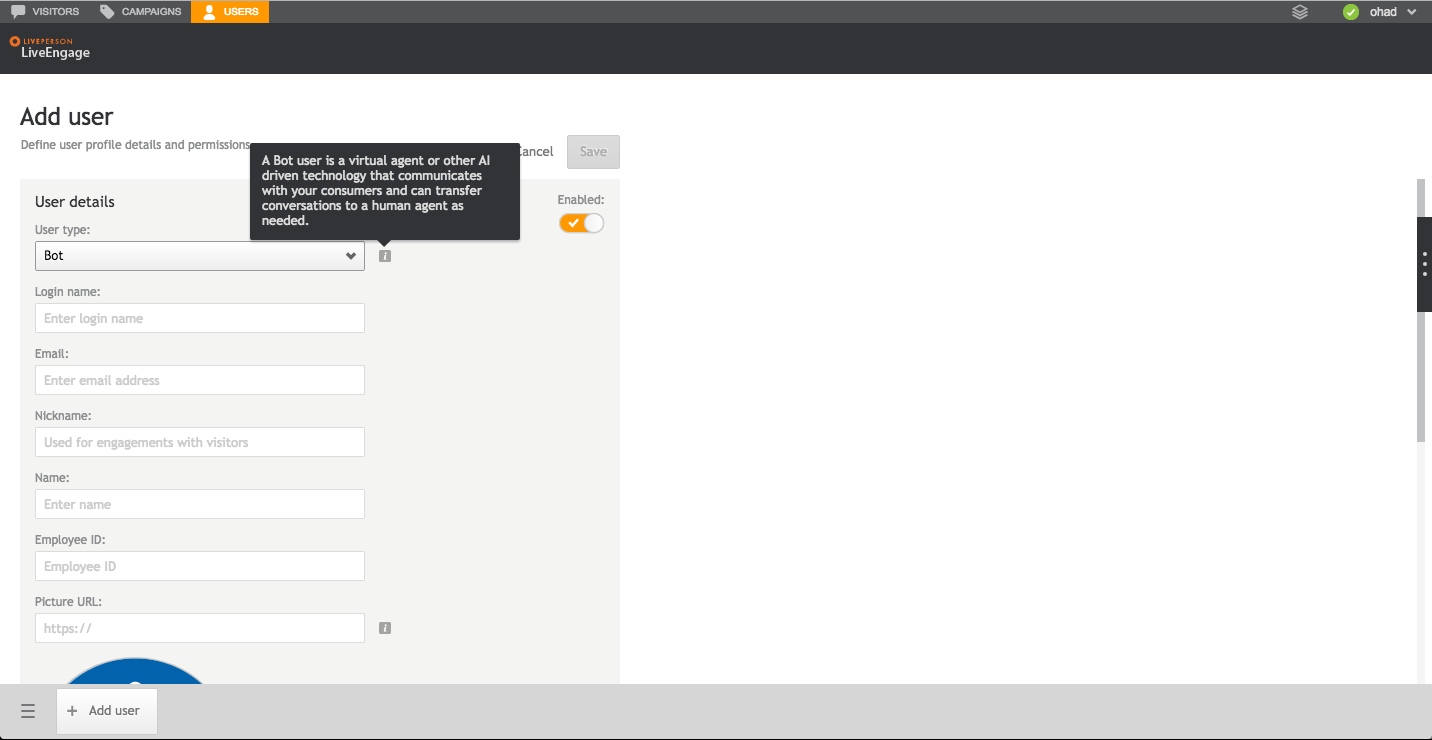 VISITORS
CAMPAIGNS
USERS
ohad
LIVEPERSON
LiveEngage
Add user
Define user profile details and permissions
Cancel
Save
A Bot user is a virtual agent or other AI
driven technology that communicates
with your consumers and can transfer
conversations to a human agent as
needed.
User details
Enabled:
User type:
Bot
i
Login name:
Enter login name
Email:
Enter email address
Nickname:
Used for engagements with visitors
Name:
Enter name
Employee ID:
Employee ID
Picture URL:
https://
i
+ Add user